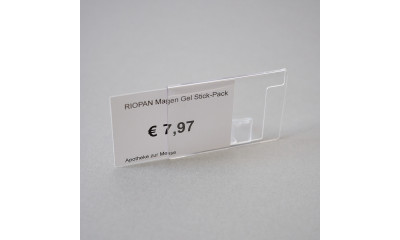 RIOPAN Magen Gel Stick-Pack
€ 7,97
Apotheke zur